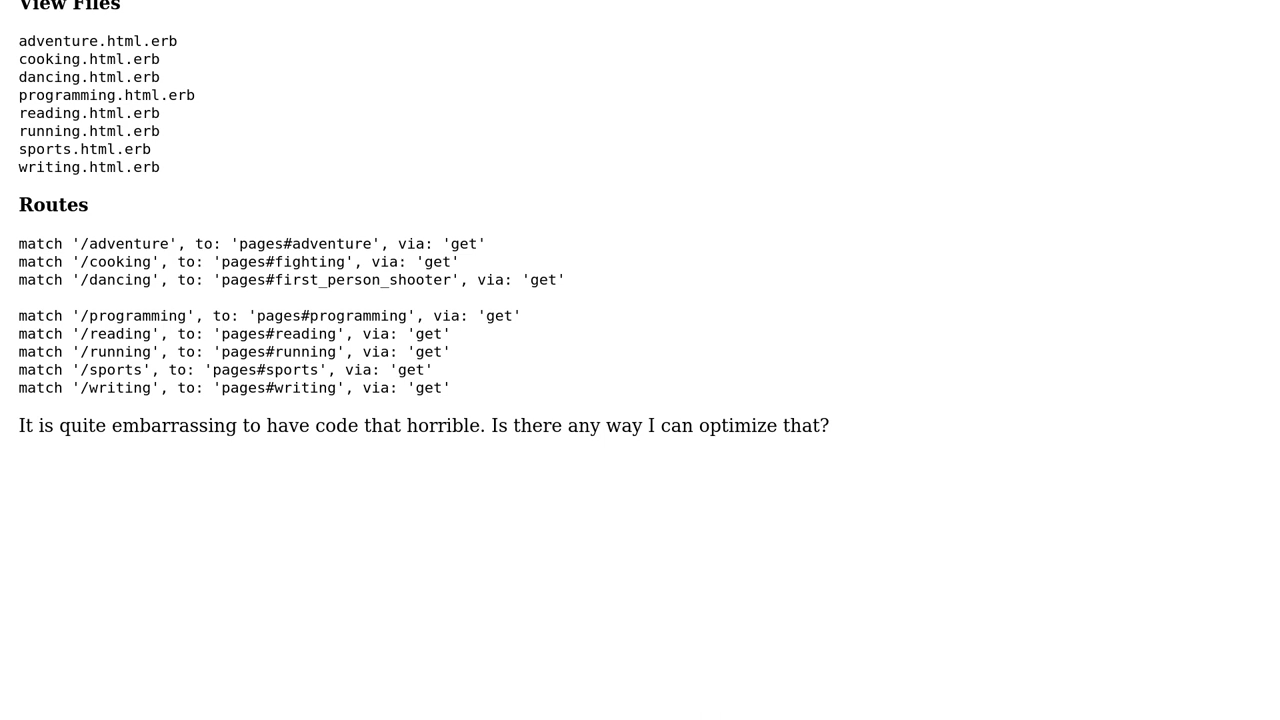 View Files
adventure.html.erb
cooking.html.erb
dancing.html.erb
programming.html.erb
reading.html.erb
running.html.erb
sports.html.erb
writing.html.erb
Routes
match '/adventure', to: 'pages#adventure', via: 'get'
match '/cooking', to: 'pages#fighting', via: 'get'
match '/dancing', to: 'pages#first_person_shooter', via: 'get'
match '/programming', to: 'pages#programming', via: 'get'
match '/reading', to: 'pages#reading', via: 'get'
match '/running', to: 'pages#running', via: 'get'
match '/sports', to: 'pages#sports', via: 'get'
match '/writing', to: 'pages#writing', via: 'get'
It is quite embarrassing to have code that horrible. Is there any way I can optimize that?